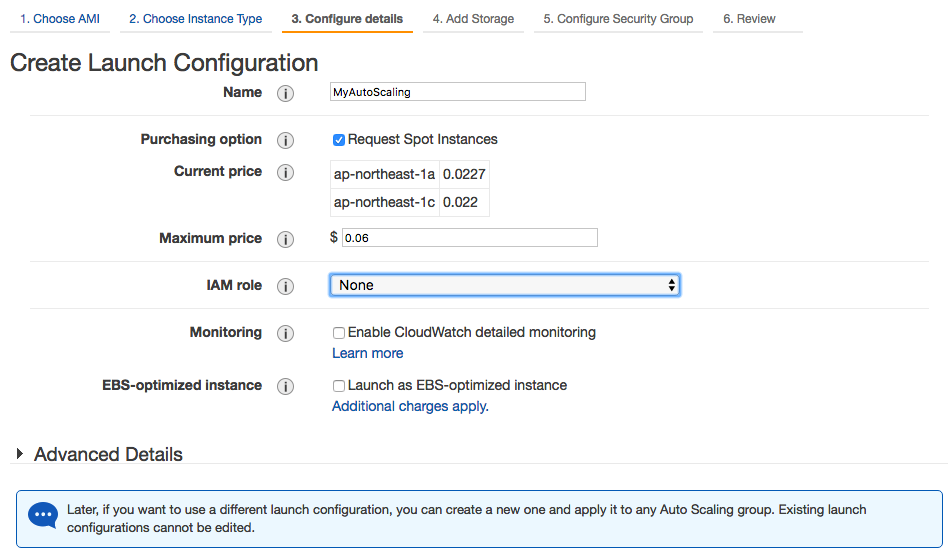 1. Choose AMI 2. Choose Instance Type 3. Configure details 4. Add Storage 5. Configure Security Group 6. Review
Create Launch Configuration
Name i MyAutoScaling
Purchasing option i Request Spot Instances
Current price i ap-northeast-1a 0.0227
ap-northeast-1c 0.022
Maximum price i $ 0.06
IAM role i None
Monitoring i Enable CloudWatch detailed monitoring
Learn more
EBS-optimized instance i Launch as EBS-optimized instance
Additional charges apply.
Advanced Details
Later, if you want to use a different launch configuration, you can create a new one and apply it to any Auto Scaling group. Existing launch
configurations cannot be edited.